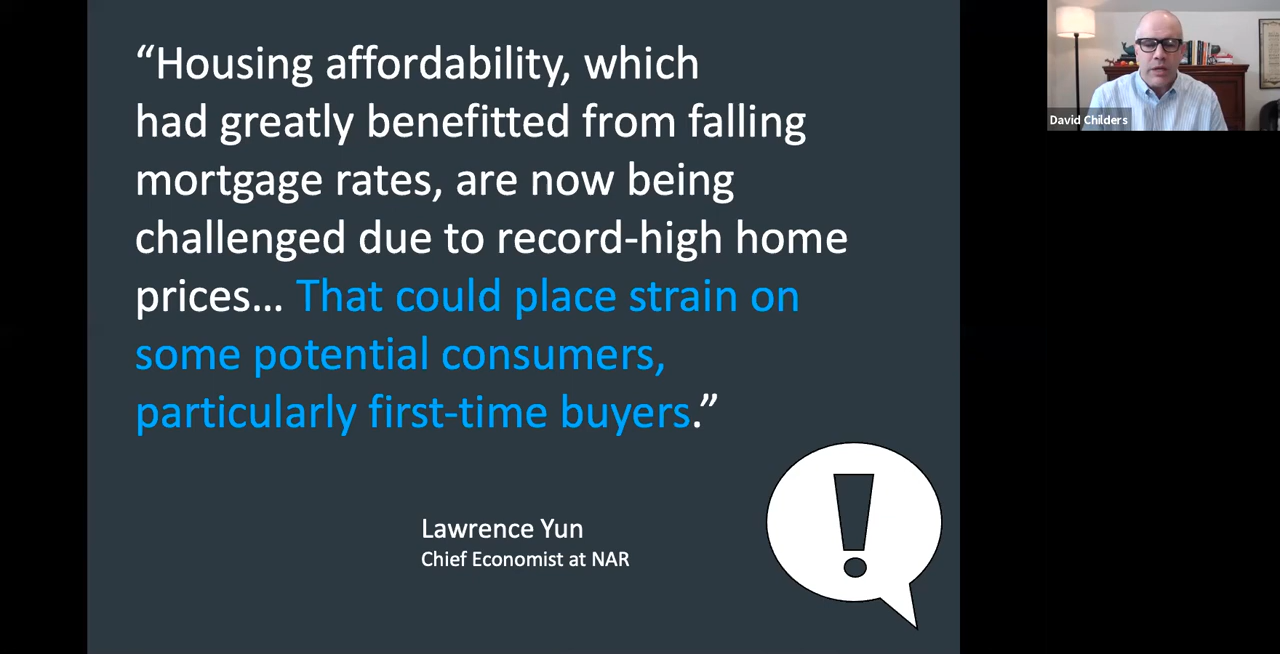 “Housing affordability, which
had greatly benefitted from falling
mortgage rates, are now being
challenged due to record-high home
prices… That could place strain on
some potential consumers,
particularly first-time buyers.”
Lawrence Yun
Chief Economist at NAR
!
David Childers